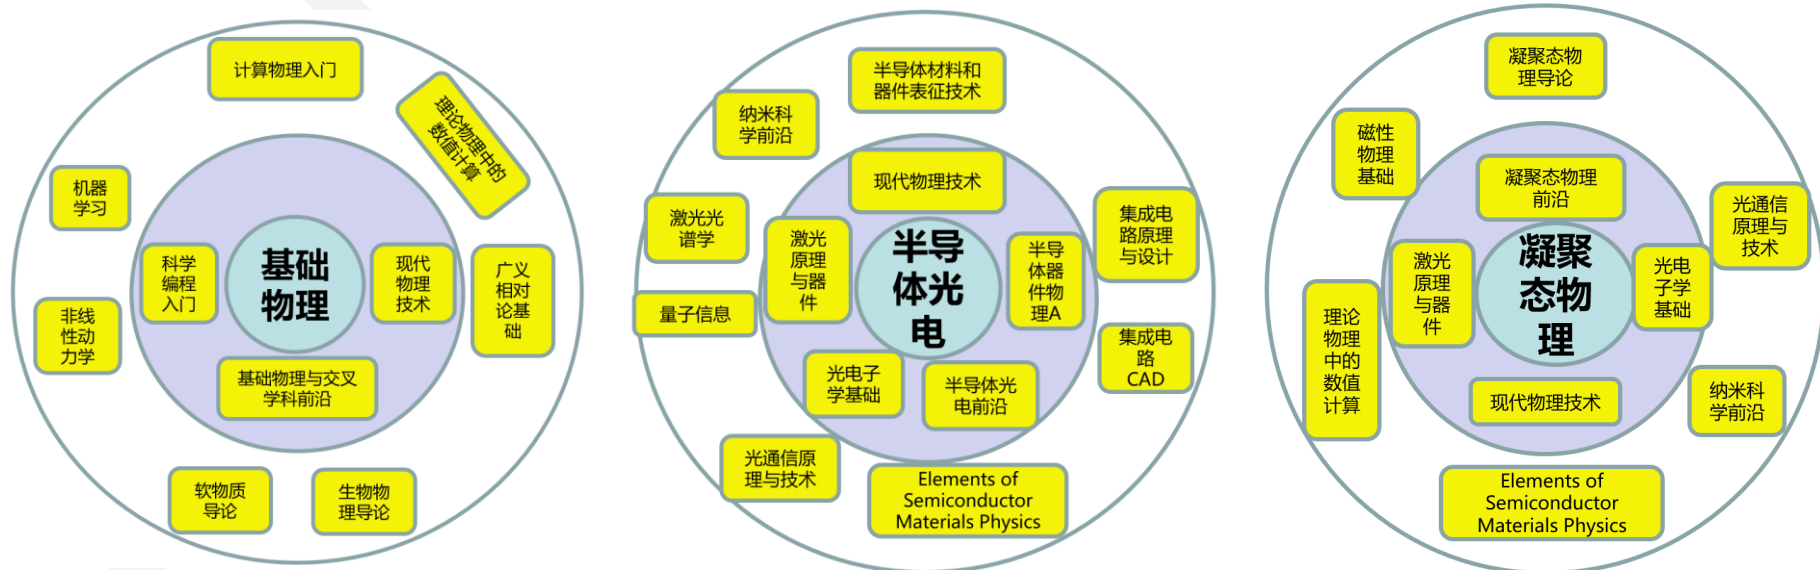 计算物理入门
理论物理中的
数值计算
机器
学习
科学
编程
入门
基础
物理
现代
物理
技术
广义
相对
论基
础
非线
性动
力学
基础物理与交叉
学科前沿
软物质
导论
生物物
理导论
半导体材料和
器件表征技术
纳米科
学前沿
现代物理技术
激光光
谱学
激光
原理
与器
件
半导
体光
电
半导
体器
件物
理A
集成电
路原理
与设计
量子信息
集成电
路
CAD
光电子
学基础
半导体光
电前沿
光通信原
理与技术
Elements of
Semiconductor
Materials Physics
凝聚态物
理导论
磁性
物理
基础
凝聚态物理
前沿
光通信
原理与
技术
激光
原理
与器
件
凝聚
态物
理
光电
子学
基础
理论
物理
中的
数值
计算
现代物理技术
纳米科
学前沿
Elements of
Semiconductor
Materials Physics